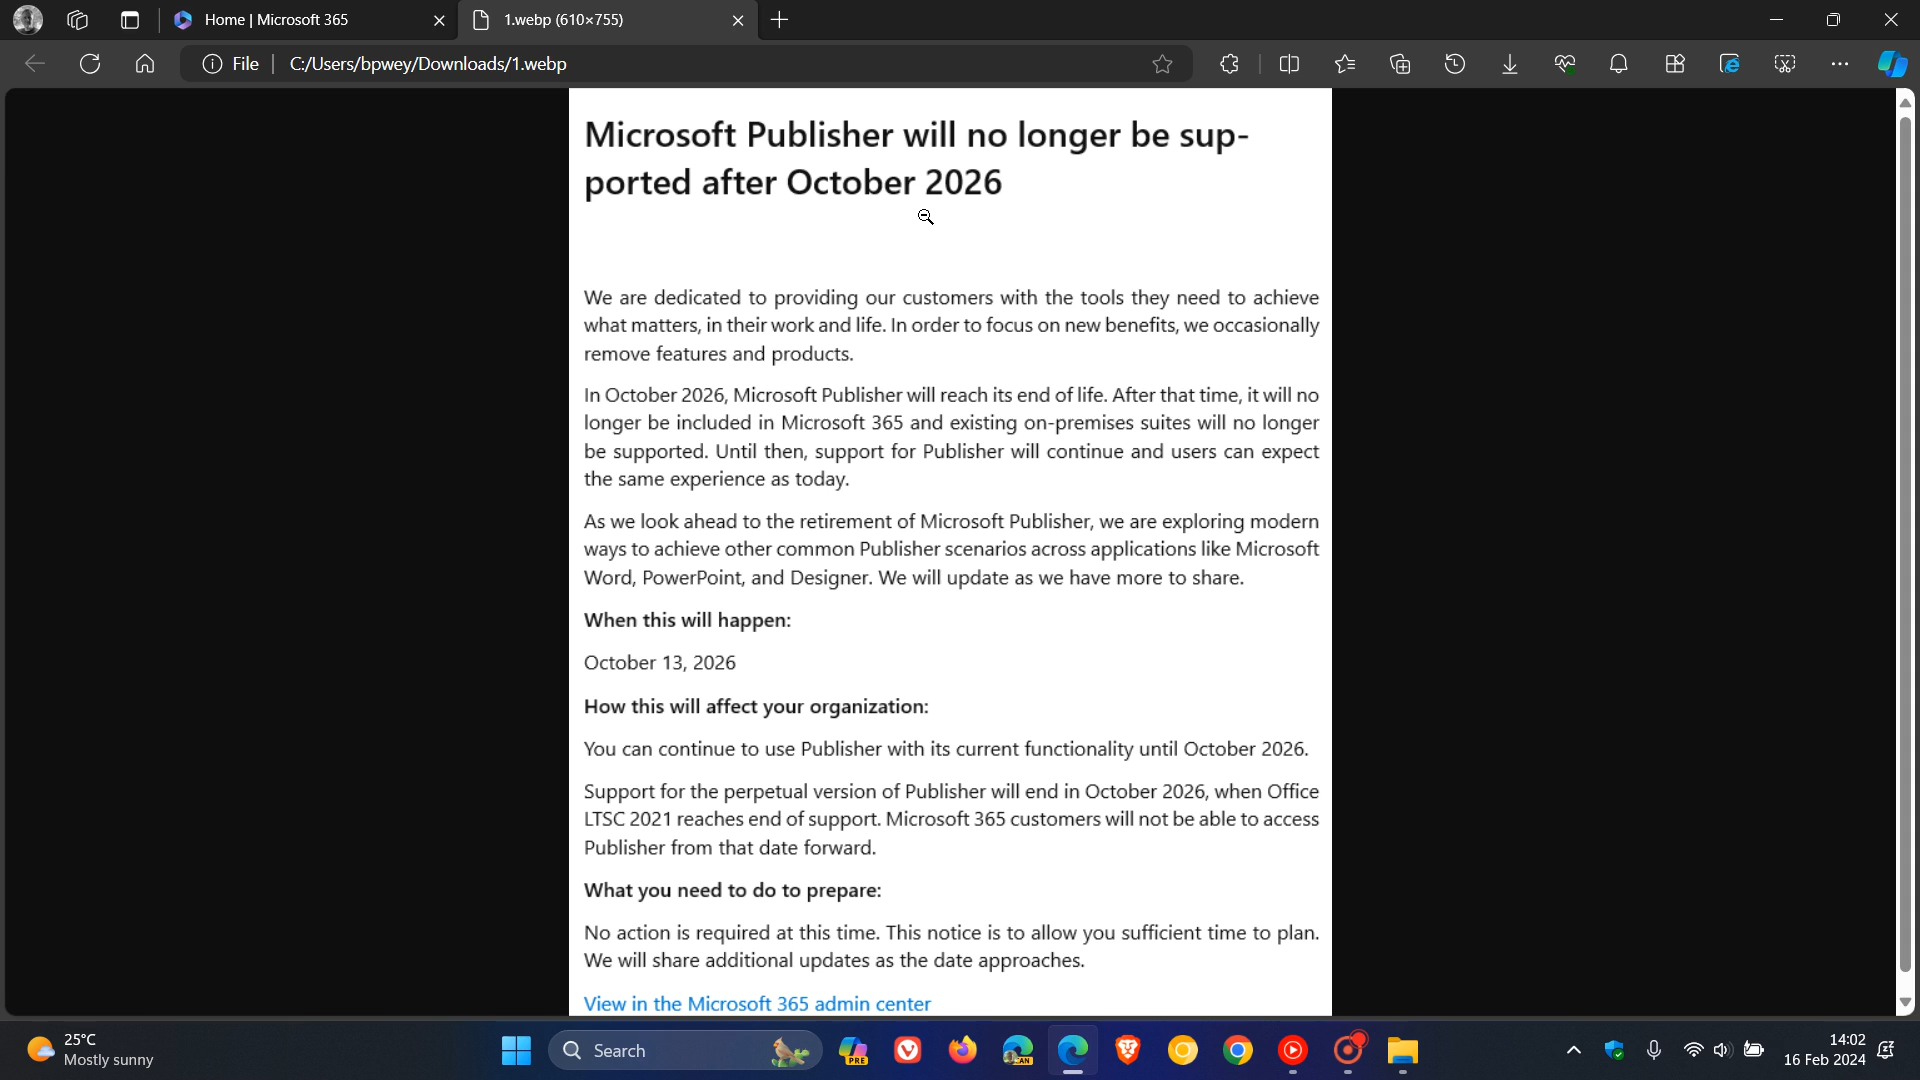 Home | Microsoft 365
1.webp (610×755)
File
C:/Users/bpwey/Downloads/1.webp
Microsoft Publisher will no longer be sup-
ported after October 2026
We are dedicated to providing our customers with the tools they need to achieve
what matters, in their work and life. In order to focus on new benefits, we occasionally
remove features and products.
In October 2026, Microsoft Publisher will reach its end of life. After that time, it will no
longer be included in Microsoft 365 and existing on-premises suites will no longer
be supported. Until then, support for Publisher will continue and users can expect
the same experience as today.
As we look ahead to the retirement of Microsoft Publisher, we are exploring modern
ways to achieve other common Publisher scenarios across applications like Microsoft
Word, PowerPoint, and Designer. We will update as we have more to share.
When this will happen:
October 13, 2026
How this will affect your organization:
You can continue to use Publisher with its current functionality until October 2026.
Support for the perpetual version of Publisher will end in October 2026, when Office
LTSC 2021 reaches end of support. Microsoft 365 customers will not be able to access
Publisher from that date forward.
What you need to do to prepare:
No action is required at this time. This notice is to allow you sufficient time to plan.
We will share additional updates as the date approaches.
View in the Microsoft 365 admin center
25°C
Mostly sunny
Search
PRE
CAN
14:02
16 Feb 2024